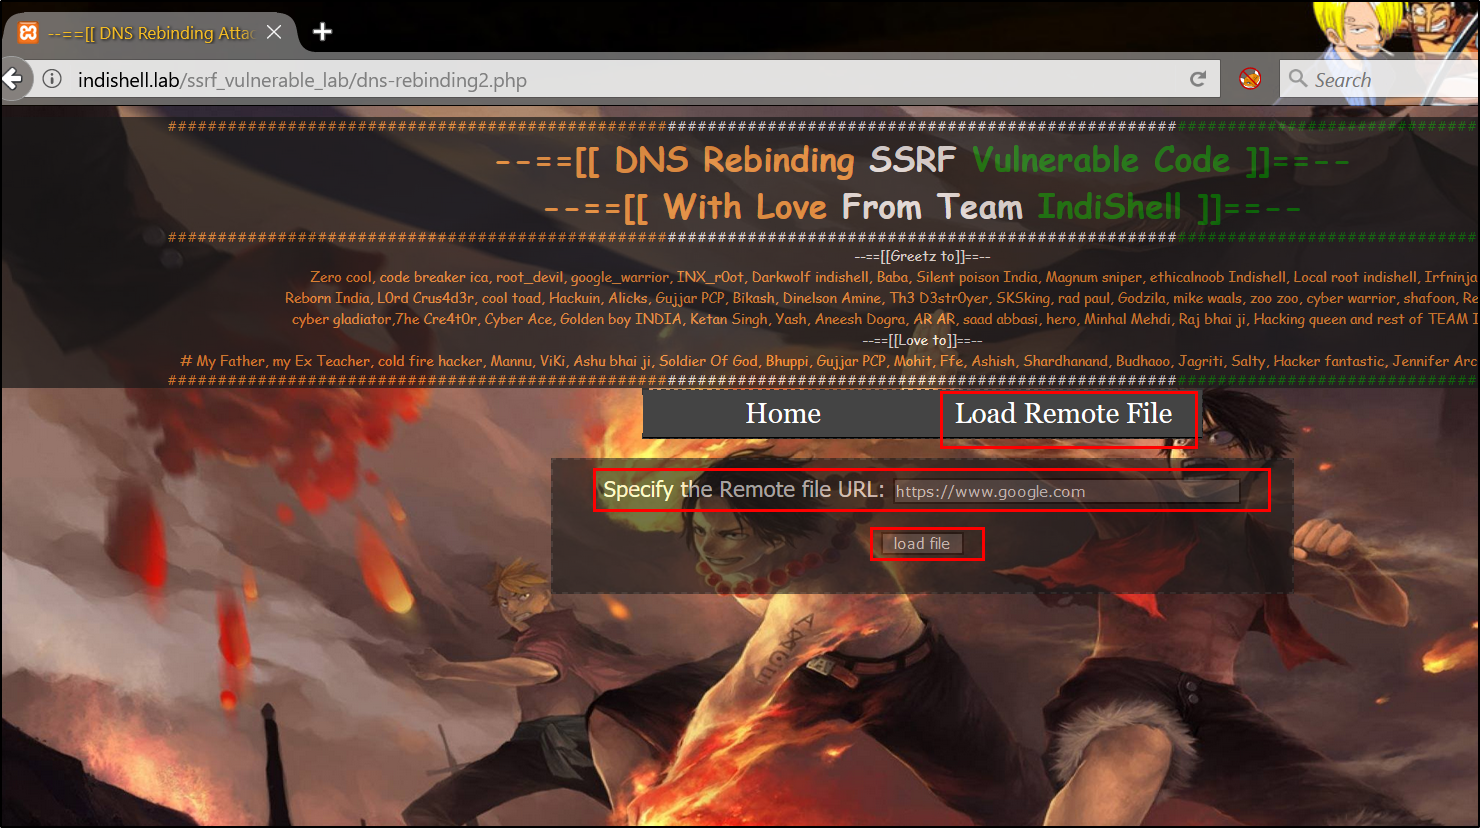 --==[[ DNS Rebinding Atta
indishell.lab/ssrf_vulnerable_lab/dns-rebinding2.php
Search
--==[[ DNS Rebinding SSRF Vulnerable Code ]]==--
--==[[ With Love From Team IndiShell ]]==--
--==[[Greetz to]]==--
Zero cool, code breaker ica, root_devil, google_warrior, INX_r0ot, Darkwolf indishell, Baba, Silent poison India, Magnum sniper, ethicalnoob Indishell, Local root indishell, Irfninja
Reborn India, L0rd Crus4d3r, cool toad, Hackuin, Alicks, Gujjar PCP, Bikash, Dinelson Amine, Th3 D3str0yer, SKSking, rad paul, Godzila, mike waals, zoo zoo, cyber warrior, shafoon, Re
cyber gladiator,7he Cre4t0r, Cyber Ace, Golden boy INDIA, Ketan Singh, Yash, Aneesh Dogra, AR AR, saad abbasi, hero, Minhal Mehdi, Raj bhai ji, Hacking queen and rest of TEAM I
--==[[Love to]]==--
# My Father, my Ex Teacher, cold fire hacker, Mannu, ViKi, Ashu bhai ji, Soldier Of God, Bhuppi, Gujjar PCP, Mohit, Ffe, Ashish, Shardhanand, Budhaoo, Jagriti, Salty, Hacker fantastic, Jennifer Arc
Home Load Remote File
Specify the Remote file URL: https://www.google.com
load file